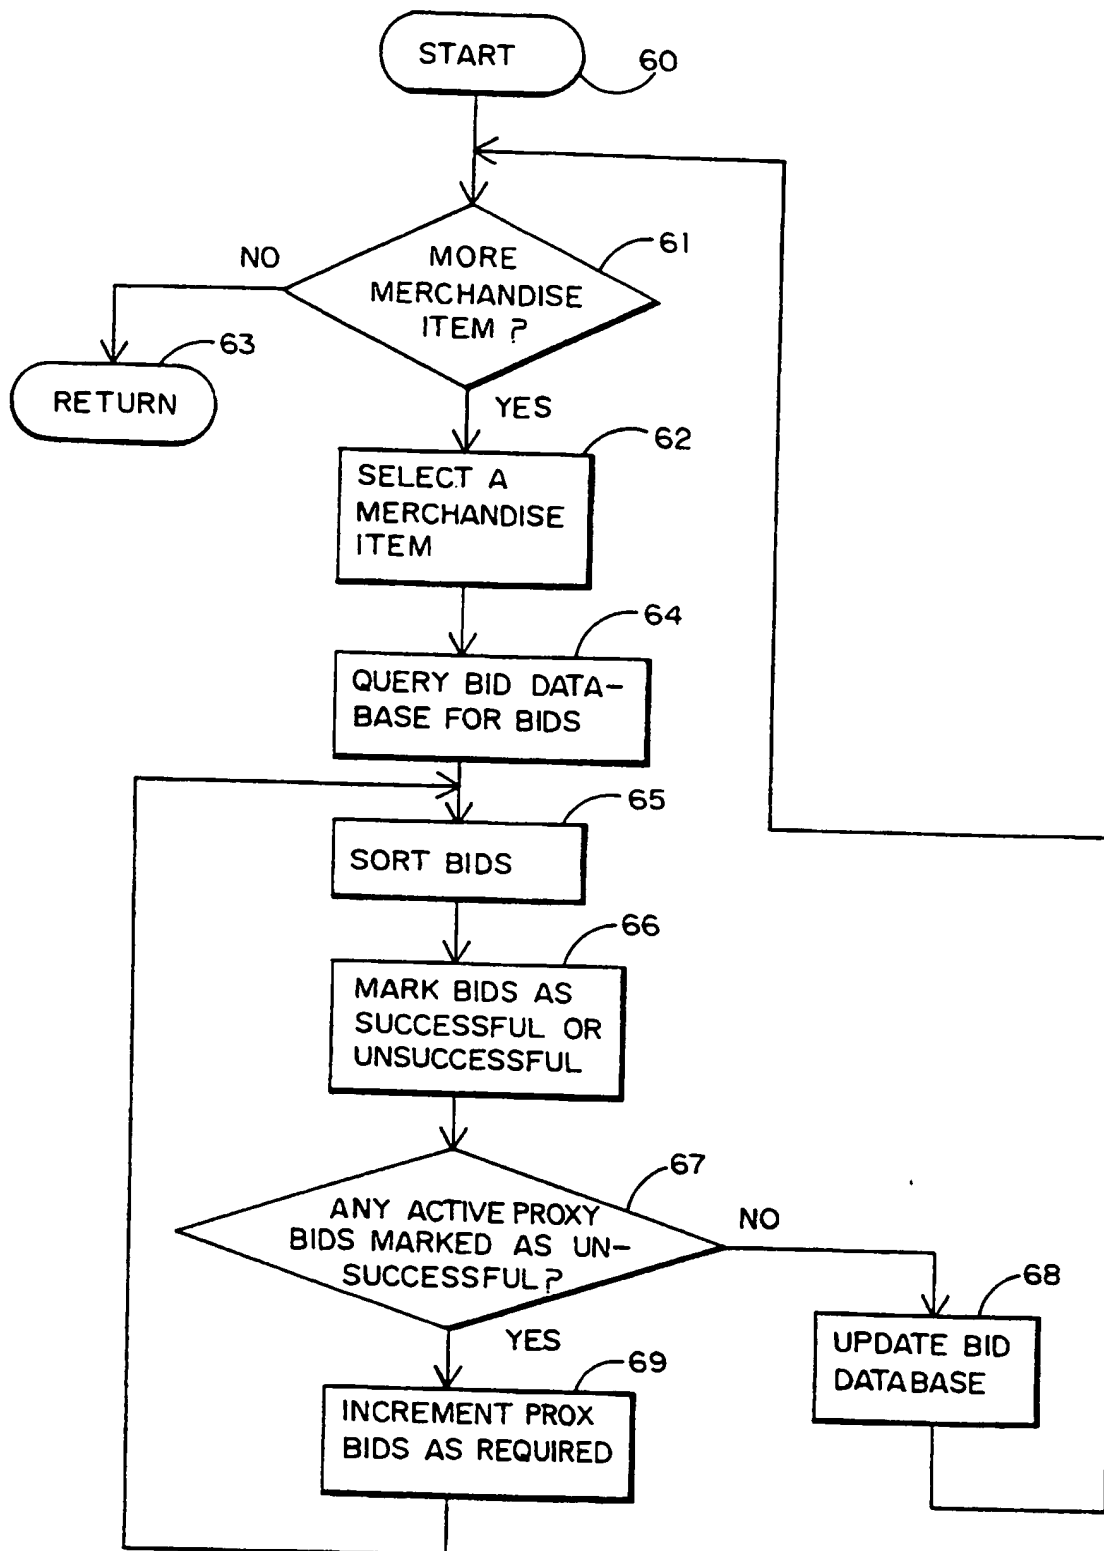 START
60
MORE
MERCHANDISE
ITEM ?
61
NO
63
RETURN
YES
62
SELECT A
MERCHANDISE
ITEM
64
QUERY BID DATA-
BASE FOR BIDS
65
SORT BIDS
66
MARK BIDS AS
SUCCESSFUL OR
UNSUCCESSFUL
67
ANY ACTIVE PROXY
BIDS MARKED AS UN-
SUCCESSFUL?
NO
68
UPDATE BID
DATABASE
YES
69
INCREMENT PROX
BIDS AS REQUIRED